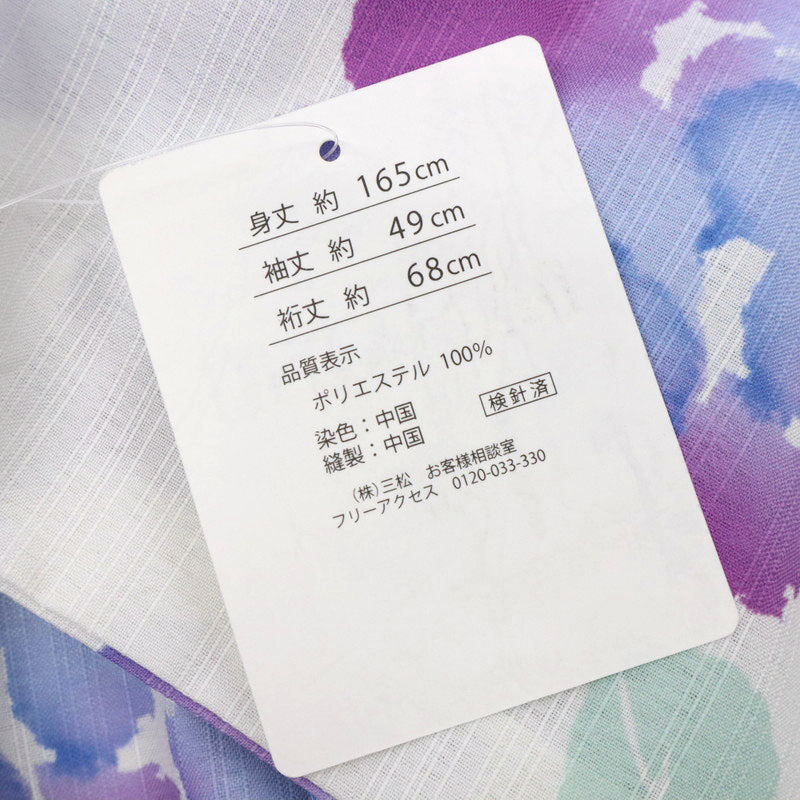 身丈 約 165cm
袖丈 約 49cm
裄丈 約 68cm
品質表示
ポリエステル 100%
染色：中国
縫製：中国
検針済
(株)三松 お客様相談室
フリーアクセス 0120-033-330